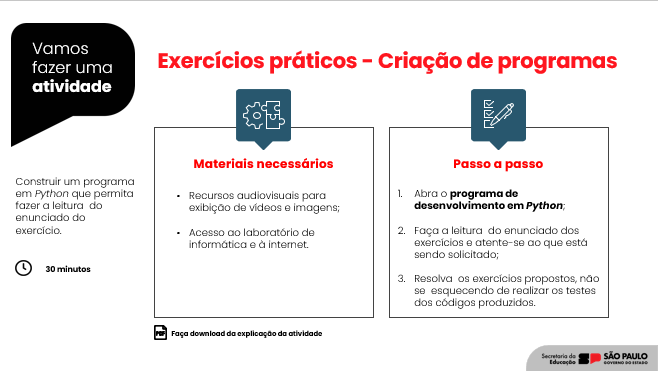 Vamos
fazer uma
atividade
Exercícios práticos - Criação de programas
Construir um programa
em Python que permita
fazer a leitura do
enunciado do
exercício.
30 minutos
Materiais necessários
• Recursos audiovisuais para
exibição de vídeos e imagens;
• Acesso ao laboratório de
informática e à internet.
Passo a passo
1. Abra o programa de
desenvolvimento em Python;
2. Faça a leitura do enunciado dos
exercícios e atente-se ao que está
sendo solicitado;
3. Resolva os exercícios propostos, não
se esquecendo de realizar os testes
dos códigos produzidos.
PDF
Faça download da explicação da atividade
Secretaria da
Educação
SÃO PAULO
GOVERNO DO ESTADO